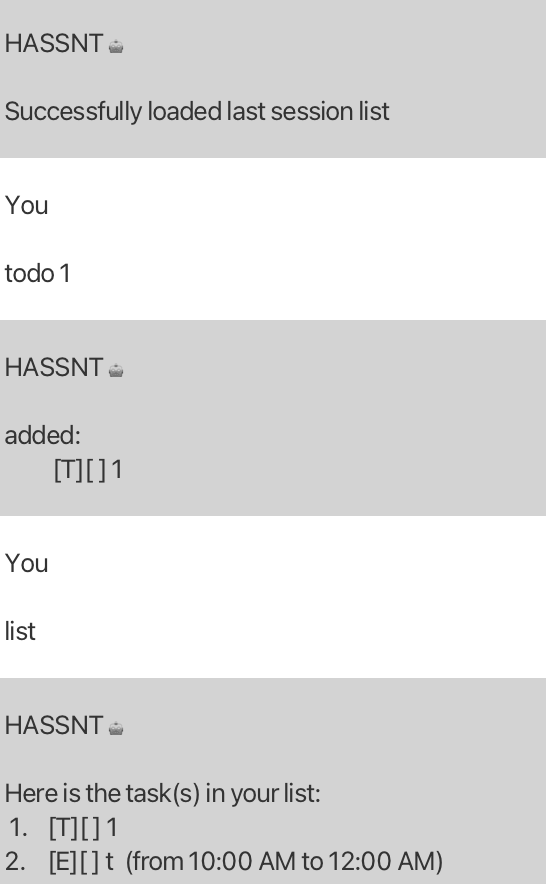 HASSNT
Successfully loaded last session list
You
todo 1
HASSNT
added:
[T][ ] 1
You
list
HASSNT
Here is the task(s) in your list:
1. [T][ ] 1
2. [E][ ] t (from 10:00 AM to 12:00 AM)